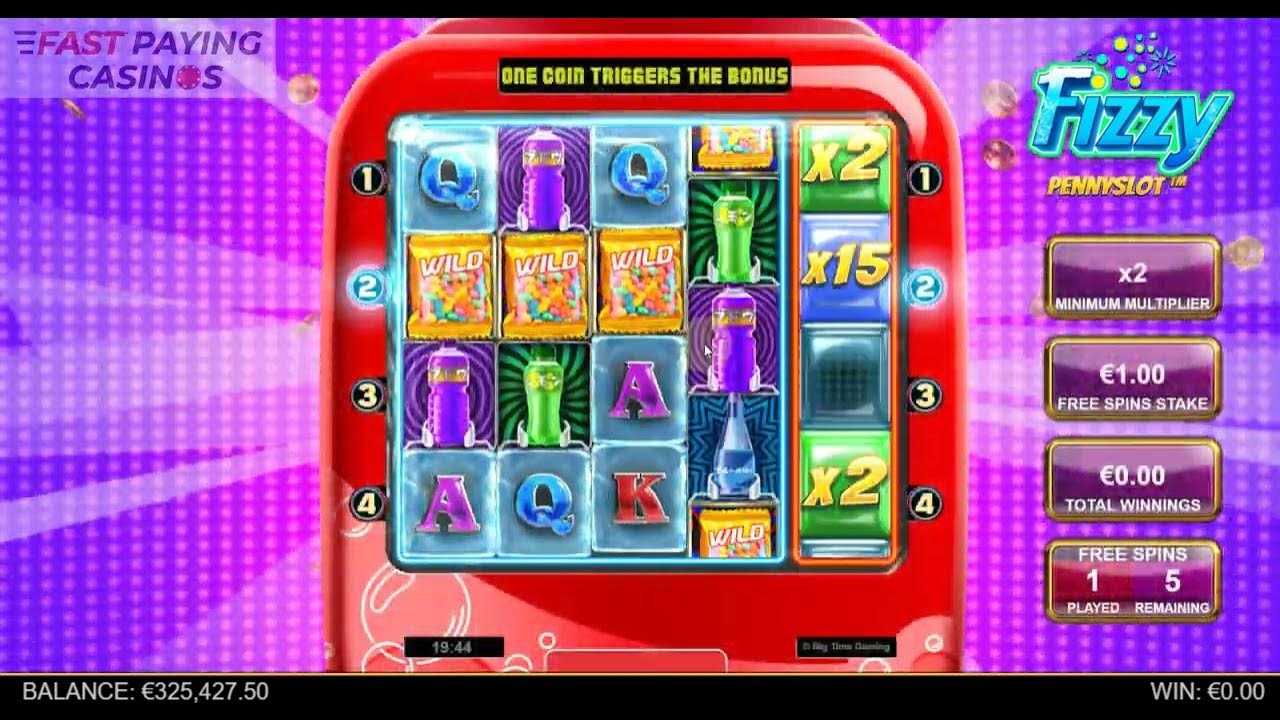 FAST PAYING
CASINOS
ONE COIN TRIGGERS THE BONUS
Fizzy
PENNYSLOT™
1
Q
7
Q
x2
1
2
WILD
WILD
WILD
x15
2
3
A
3
4
A
Q
K
WILD
x2
4
x2
MINIMUM MULTIPLIER
€1.00
FREE SPINS STAKE
€0.00
TOTAL WINNINGS
FREE SPINS
1 5
PLAYED REMAINING
19:44
© Big Time Gaming
BALANCE: €325,427.50
WIN: €0.00